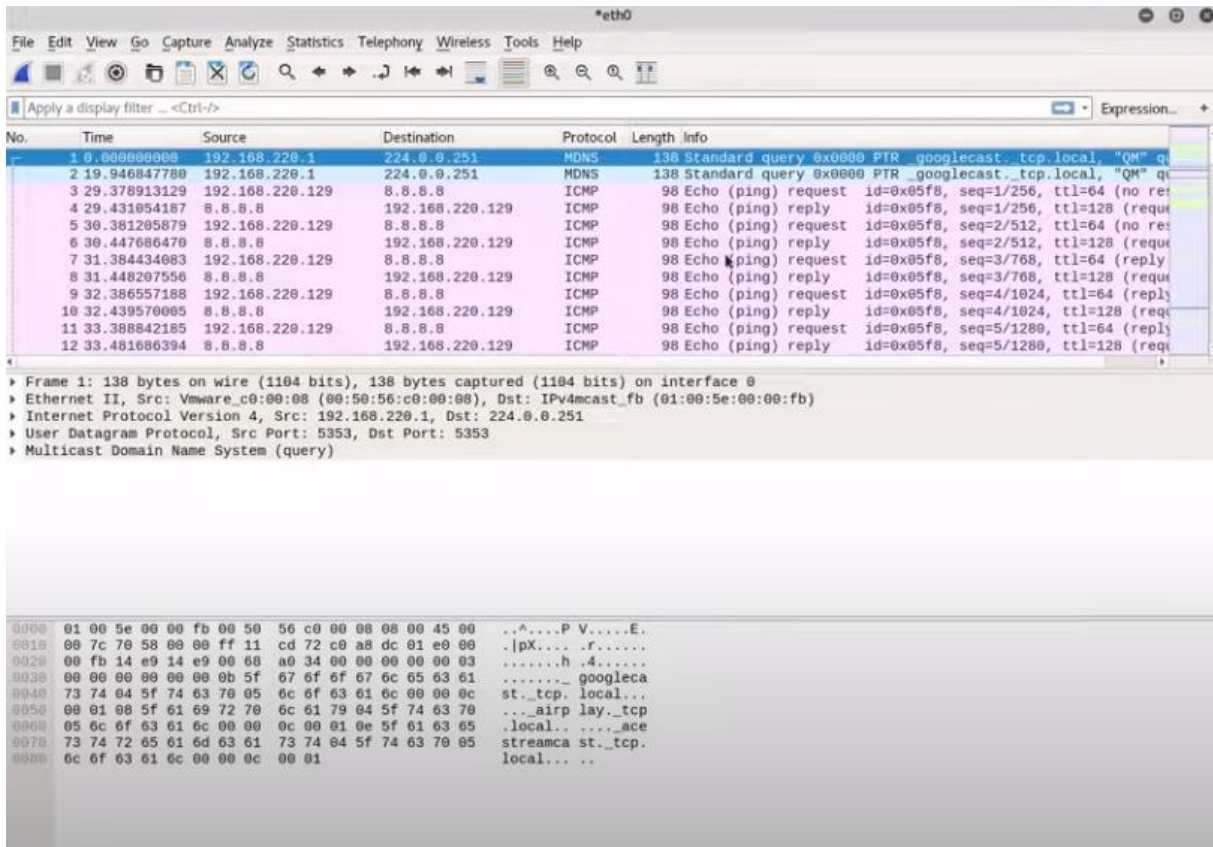 *eth0
File Edit View Go Capture Analyze Statistics Telephony Wireless Tools Help
Apply a display filter ... <Ctrl-/> Expression... +
No. Time Source Destination Protocol Length Info
1 0.000000000 192.168.220.1 224.0.0.251 MDNS 138 Standard query 0x0000 PTR _googlecast._tcp.local, "QM" qu
2 19.946847780 192.168.220.1 224.0.0.251 MDNS 138 Standard query 0x0000 PTR _googlecast._tcp.local, "QM" qu
3 29.378913129 192.168.220.129 8.8.8.8 ICMP 98 Echo (ping) request id=0x05f8, seq=1/256, ttl=64 (no res
4 29.431054187 8.8.8.8 192.168.220.129 ICMP 98 Echo (ping) reply id=0x05f8, seq=1/256, ttl=128 (reque
5 30.381205879 192.168.220.129 8.8.8.8 ICMP 98 Echo (ping) request id=0x05f8, seq=2/512, ttl=64 (no res
6 30.447686470 8.8.8.8 192.168.220.129 ICMP 98 Echo (ping) reply id=0x05f8, seq=2/512, ttl=128 (reque
7 31.384434083 192.168.220.129 8.8.8.8 ICMP 98 Echo (ping) request id=0x05f8, seq=3/768, ttl=64 (reply
8 31.448207556 8.8.8.8 192.168.220.129 ICMP 98 Echo (ping) reply id=0x05f8, seq=3/768, ttl=128 (reque
9 32.386557188 192.168.220.129 8.8.8.8 ICMP 98 Echo (ping) request id=0x05f8, seq=4/1024, ttl=64 (reply
10 32.439570005 8.8.8.8 192.168.220.129 ICMP 98 Echo (ping) reply id=0x05f8, seq=4/1024, ttl=128 (requ
11 33.388842185 192.168.220.129 8.8.8.8 ICMP 98 Echo (ping) request id=0x05f8, seq=5/1280, ttl=64 (reply
12 33.481686394 8.8.8.8 192.168.220.129 ICMP 98 Echo (ping) reply id=0x05f8, seq=5/1280, ttl=128 (requ
Frame 1: 138 bytes on wire (1104 bits), 138 bytes captured (1104 bits) on interface 0
Ethernet II, Src: Vmware_c0:00:08 (00:50:56:c0:00:08), Dst: IPv4mcast_fb (01:00:5e:00:00:fb)
Internet Protocol Version 4, Src: 192.168.220.1, Dst: 224.0.0.251
User Datagram Protocol, Src Port: 5353, Dst Port: 5353
Multicast Domain Name System (query)
0000 01 00 5e 00 00 fb 00 50 56 c0 00 08 08 00 45 00 ..^....P V.....E.
0010 00 7c 70 58 00 00 ff 11 cd 72 c0 a8 dc 01 e0 00 .|pX.... .r......
0020 00 fb 14 e9 14 e9 00 68 a0 34 00 00 00 00 00 03 .......h .4......
0030 00 00 00 00 00 00 0b 5f 67 6f 6f 67 6c 65 63 61 ......._ googleca
0040 73 74 04 5f 74 63 70 05 6c 6f 63 61 6c 00 00 0c st._tcp. local...
0050 00 01 08 5f 61 69 72 70 6c 61 79 04 5f 74 63 70 ..._airp lay._tcp
0060 05 6c 6f 63 61 6c 00 00 0c 00 01 0e 5f 61 63 65 .local.. ...._ace
0070 73 74 72 65 61 6d 63 61 73 74 04 5f 74 63 70 05 streamca st._tcp.
0080 6c 6f 63 61 6c 00 00 0c 00 01 local... ..